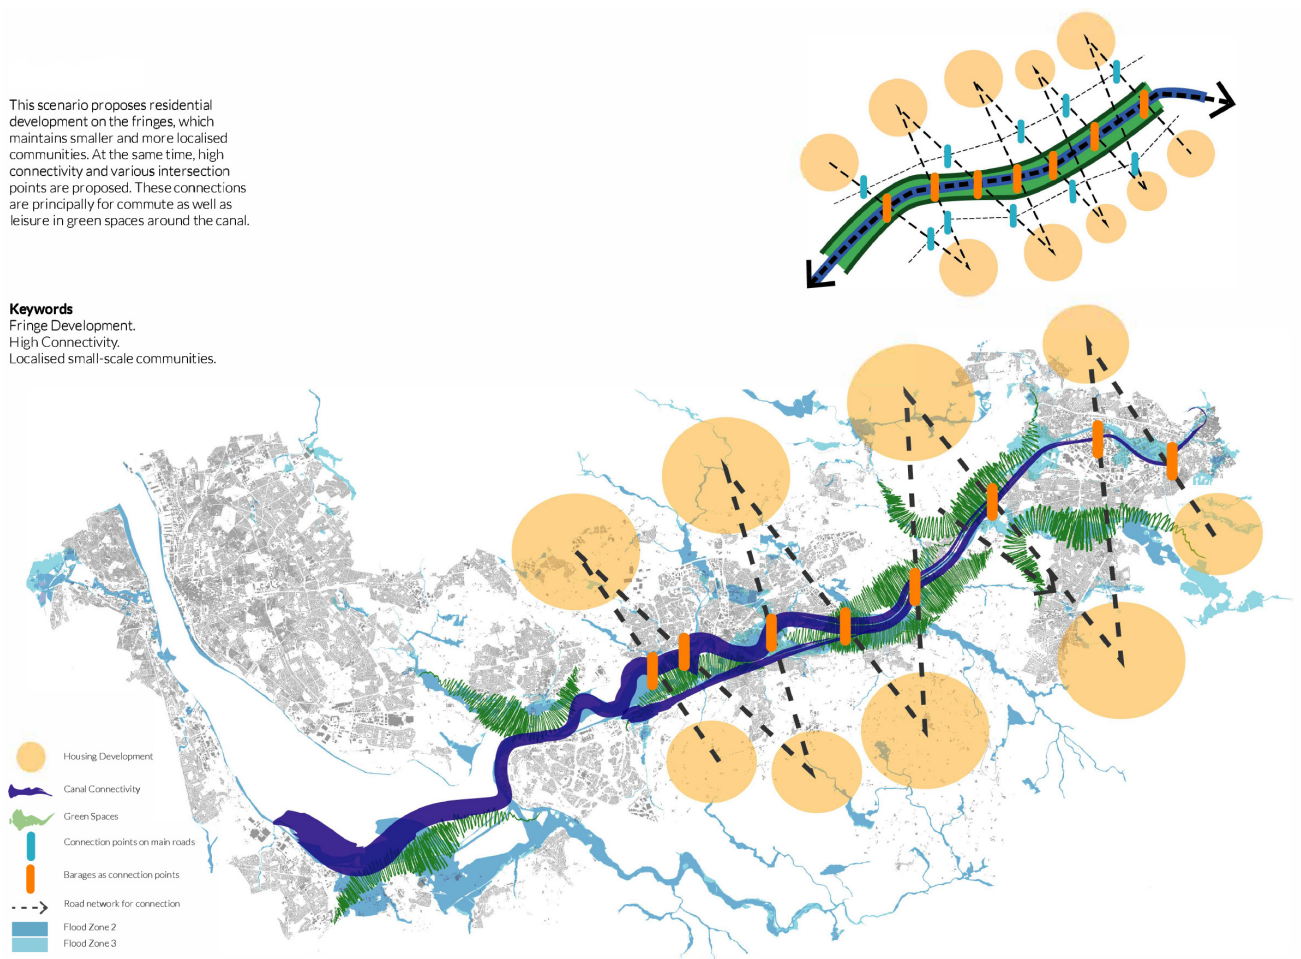 This scenario proposes residential
development on the fringes, which
maintains smaller and more localised
communities. At the same time, high
connectivity and various intersection
points are proposed. These connections
are principally for commute as well as
leisure in green spaces around the canal.
Keywords
Fringe Development.
High Connectivity.
Localised small-scale communities.
Housing Development
Canal Connectivity
Green Spaces
Connection points on main roads
Barages as connection points
Road network for connection
Flood Zone 2
Flood Zone 3